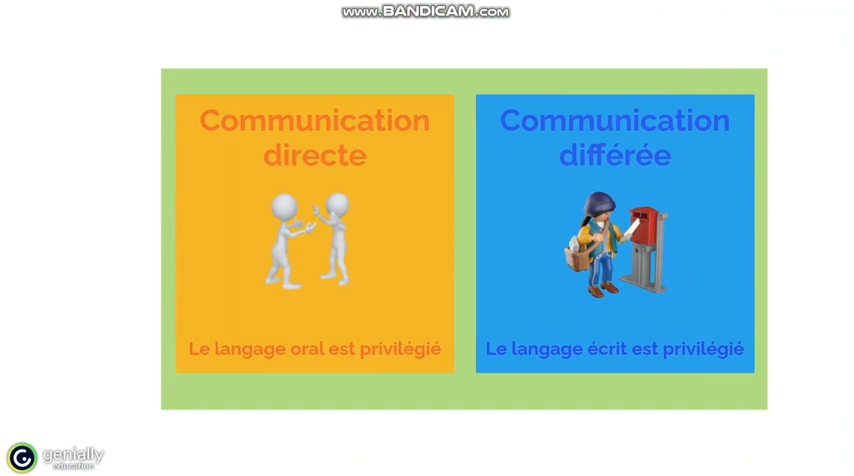 www.BANDICAM.com
Communication
directe
Le langage oral est privilégié
Communication
différée
Le langage écrit est privilégié
genially
education